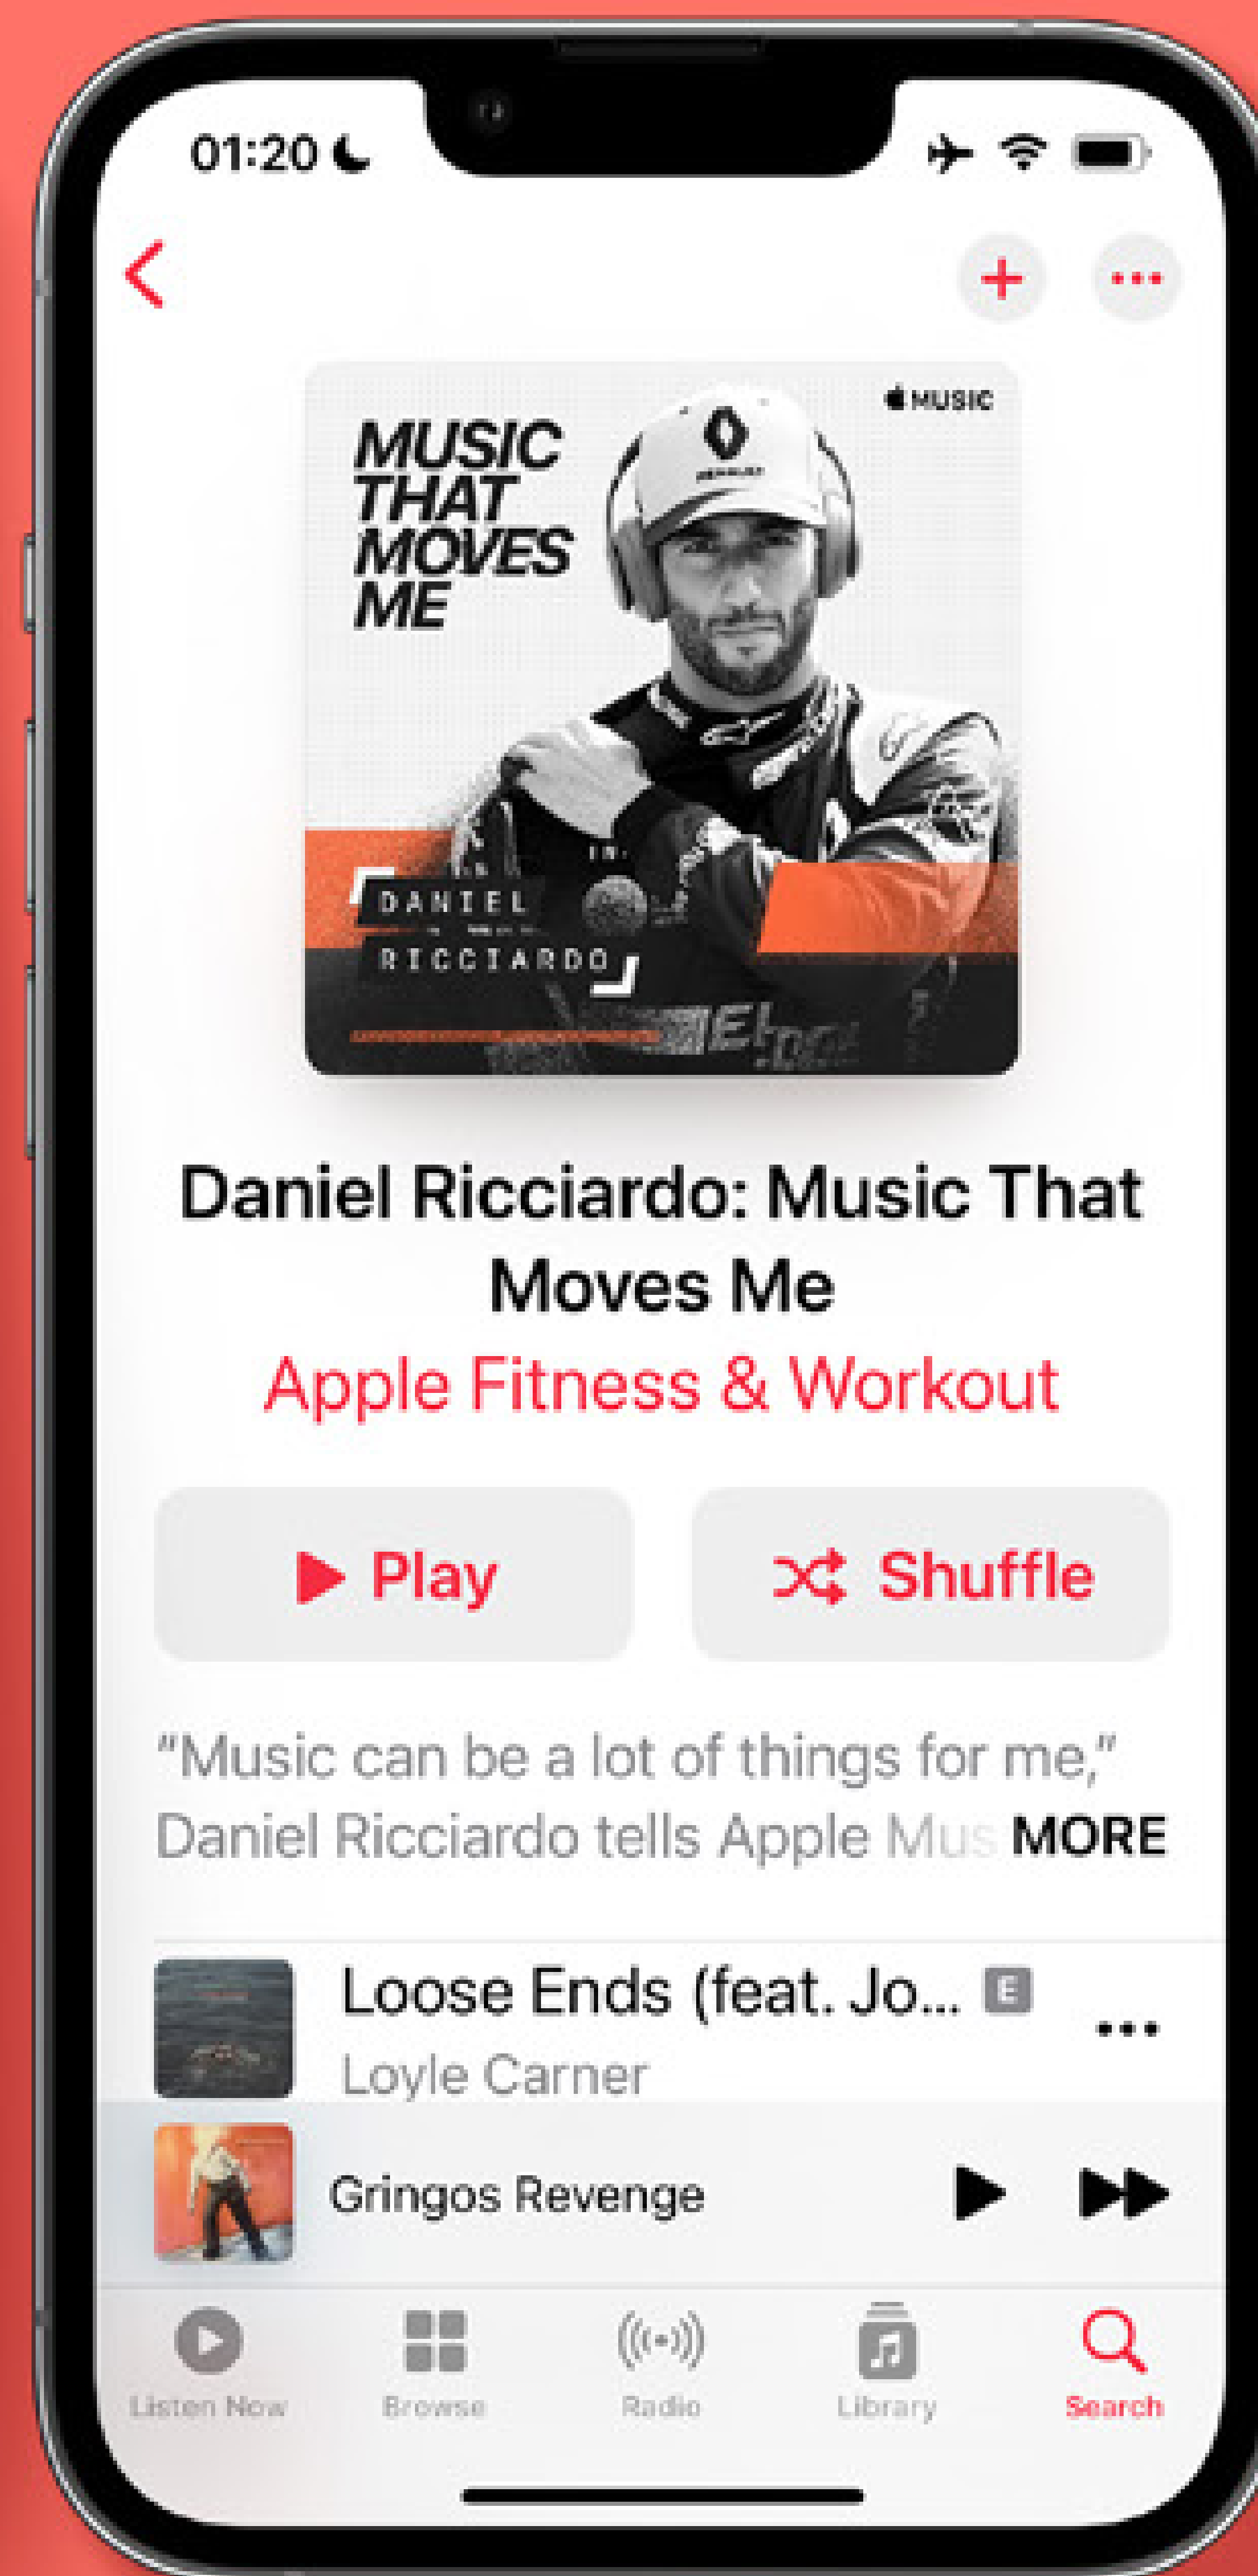 01:20
MUSIC
MUSIC
THAT
MOVES
ME
RENAULT
DANIEL
RICCIARDO
Daniel Ricciardo: Music That
Moves Me
Apple Fitness & Workout
Play
Shuffle
“Music can be a lot of things for me,”
Daniel Ricciardo tells Apple Mus MORE
Loose Ends (feat. Jo... E
Loyle Carner
Gringos Revenge
Listen Now
Browse
Radio
Library
Search